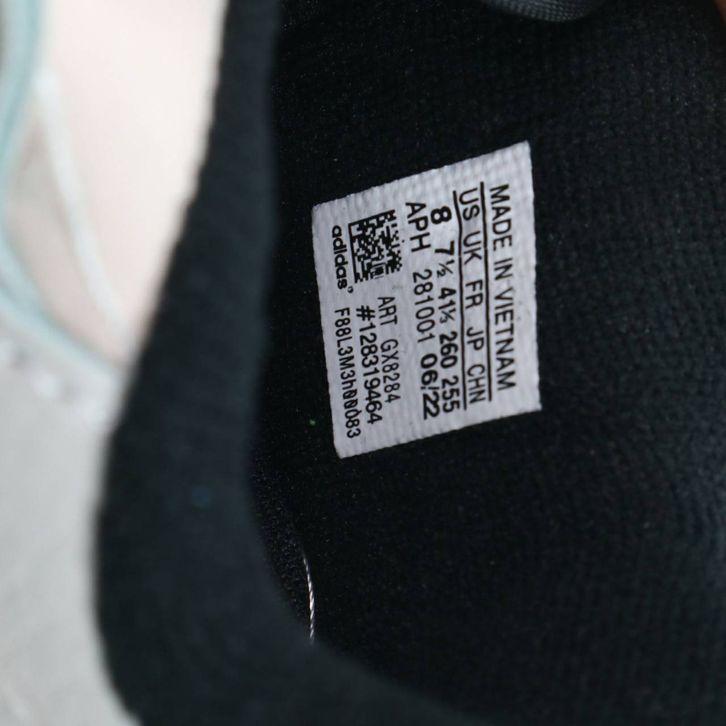 MADE IN VIETNAM
US UK FR JP CHN
8 7½ 41⅓ 260 255
APH 281001 06/22
ART GX8284
#128319464
F88L3M3h00083
adidas